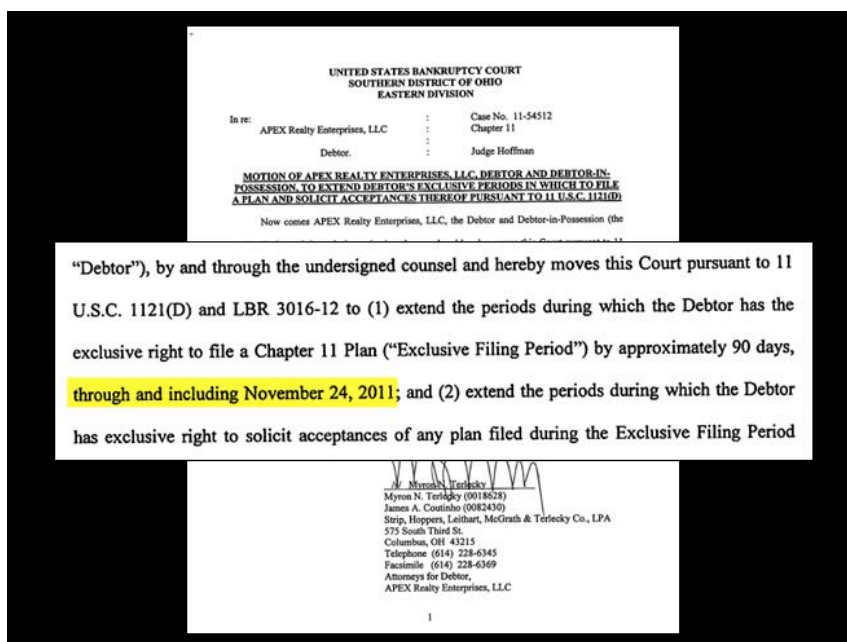 UNITED STATES BANKRUPTCY COURT
SOUTHERN DISTRICT OF OHIO
EASTERN DIVISION
In re: : Case No. 11-54512
APEX Realty Enterprises, LLC : Chapter 11
:
Debtor. : Judge Hoffman
MOTION OF APEX REALTY ENTERPRISES, LLC, DEBTOR AND DEBTOR-IN-
POSSESSION, TO EXTEND DEBTOR'S EXCLUSIVE PERIODS IN WHICH TO FILE
A PLAN AND SOLICIT ACCEPTANCES THEREOF PURSUANT TO 11 U.S.C. 1121(D)
Now comes APEX Realty Enterprises, LLC, the Debtor and Debtor-in-Possession (the
“Debtor”), by and through the undersigned counsel and hereby moves this Court pursuant to 11
U.S.C. 1121(D) and LBR 3016-12 to (1) extend the periods during which the Debtor has the
exclusive right to file a Chapter 11 Plan (“Exclusive Filing Period”) by approximately 90 days,
through and including November 24, 2011; and (2) extend the periods during which the Debtor
has exclusive right to solicit acceptances of any plan filed during the Exclusive Filing Period
/s/ Myron N. Terlecky
Myron N. Terlecky (0018628)
James A. Coutinho (0082430)
Strip, Hoppers, Leithart, McGrath & Terlecky Co., LPA
575 South Third St.
Columbus, OH 43215
Telephone (614) 228-6345
Facsimile (614) 228-6369
Attorneys for Debtor,
APEX Realty Enterprises, LLC
1